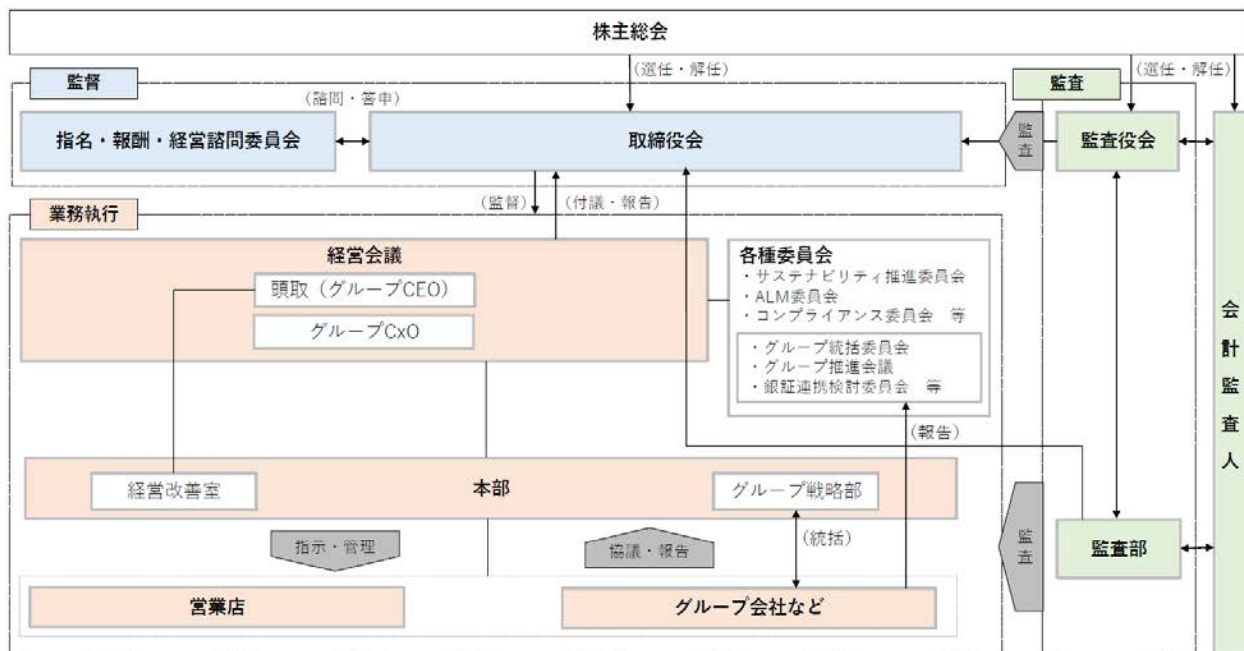 株主総会
(選任・解任)
(選任・解任)
監督
監査
(諮問・答申)
指名・報酬・経営諮問委員会
取締役会
監査
監査役会
(監督)
(付議・報告)
業務執行
経営会議
頭取（グループCEO）
グループCxO
各種委員会
・サステナビリティ推進委員会
・ALM委員会
・コンプライアンス委員会　等
・グループ統括委員会
・グループ推進会議
・銀証連携検討委員会　等
会計監査人
(報告)
本部
経営改善室
グループ戦略部
指示・管理
協議・報告
(統括)
監査
監査部
営業店
グループ会社など